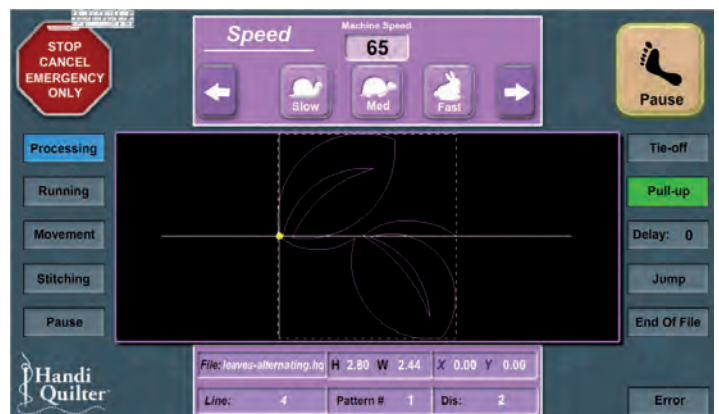 STOP
CANCEL
EMERGENCY
ONLY
Speed
Machine Speed
65
Slow
Med
Fast
Pause
Processing
Running
Movement
Stitching
Pause
Tie-off
Pull-up
Delay: 0
Jump
End Of File
Error
File: leaves-alternating.hq H 2.80 W 2.44 X 0.00 Y 0.00
Line: 4 Pattern # 1 Dis: 2
Handi
Quilter